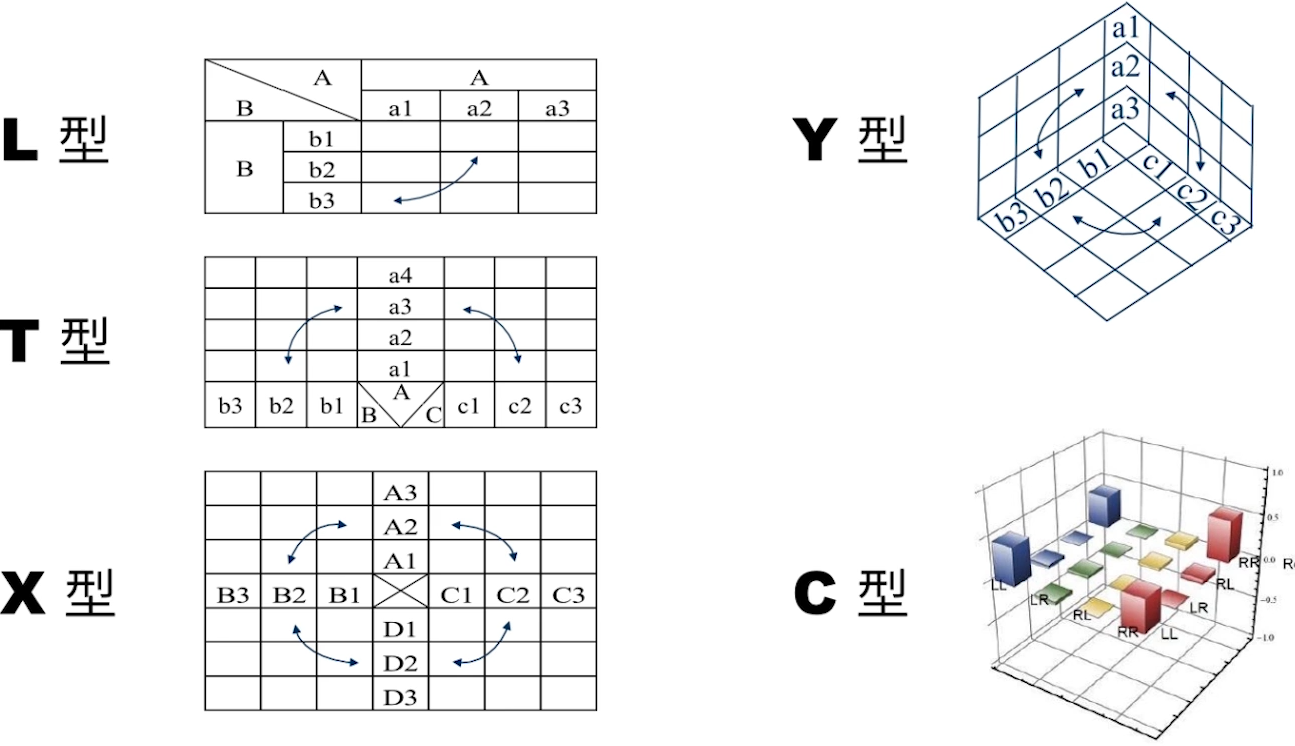 L 型
A
B
A
a1 a2 a3
B
b1
b2
b3
T 型
a4
a3
a2
a1
b3 b2 b1
A
B C
c1 c2 c3
X 型
A3
A2
A1
B3 B2 B1 C1 C2 C3
D1
D2
D3
Y 型
a1
a2
a3
b3 b2 b1
c1 c2 c3
C 型
1.0
0.5
0.0
-0.5
-1.0
LL
LR
RL
RR
LL
LR
RL
RR